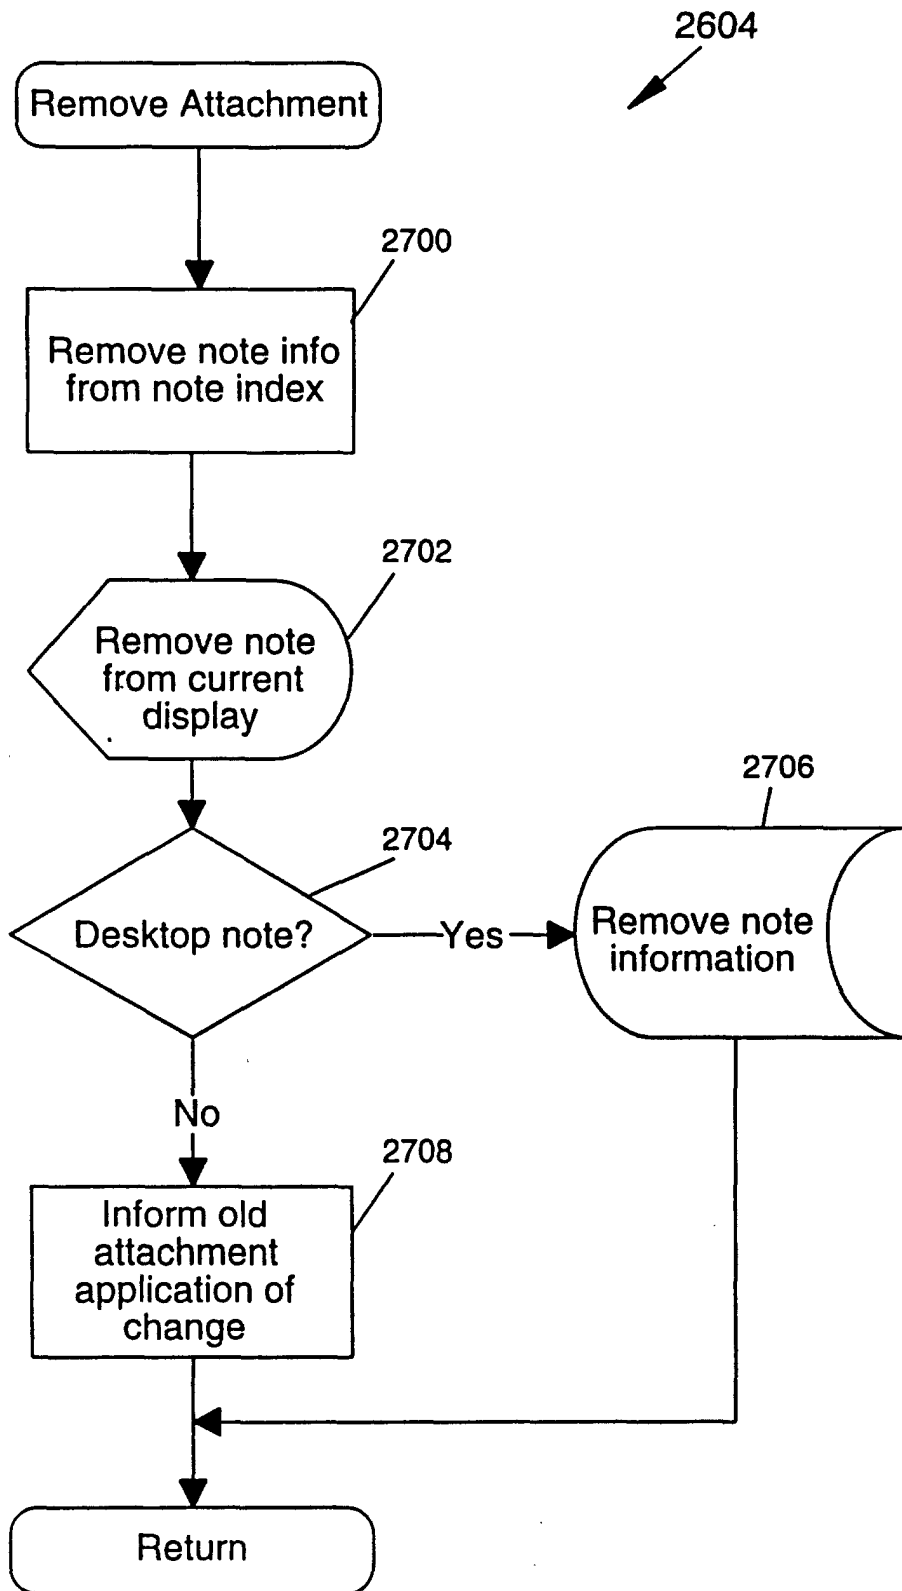 2604
Remove Attachment
2700
Remove note info
from note index
2702
Remove note
from current
display
2704
Desktop note?
Yes
2706
Remove note
information
No
2708
Inform old
attachment
application of
change
Return